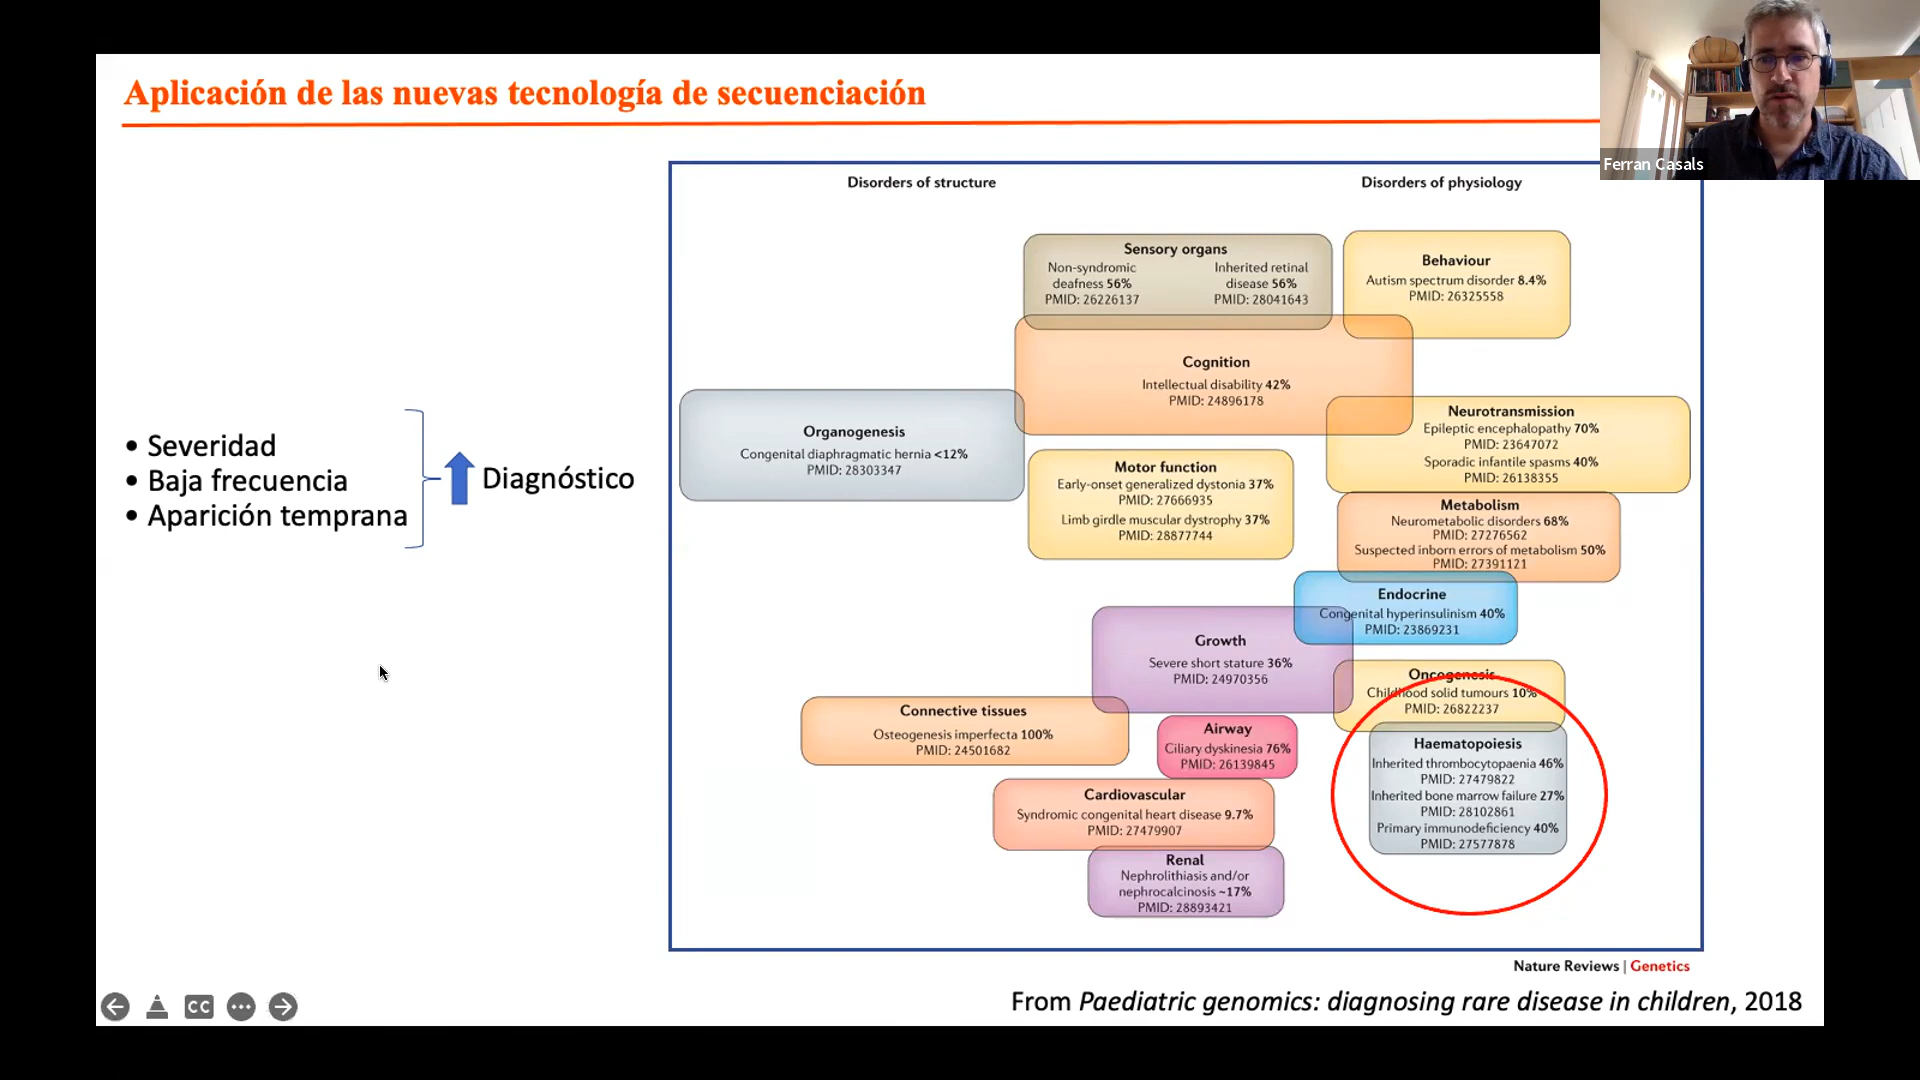 Aplicación de las nuevas tecnología de secuenciación
Ferran Casals
Disorders of structure
Disorders of physiology
Sensory organs
Non-syndromic
deafness 56%
PMID: 26226137
Inherited retinal
disease 56%
PMID: 28041643
Behaviour
Autism spectrum disorder 8.4%
PMID: 26325558
Cognition
Intellectual disability 42%
PMID: 24896178
Organogenesis
Congenital diaphragmatic hernia <12%
PMID: 28303347
Neurotransmission
Epileptic encephalopathy 70%
PMID: 23647072
Sporadic infantile spasms 40%
PMID: 26138355
• Severidad
• Baja frecuencia
• Aparición temprana
Diagnóstico
Motor function
Early-onset generalized dystonia 37%
PMID: 27666935
Limb girdle muscular dystrophy 37%
PMID: 28877744
Metabolism
Neurometabolic disorders 68%
PMID: 27276562
Suspected inborn errors of metabolism 50%
PMID: 27391121
Endocrine
Congenital hyperinsulinism 40%
PMID: 23869231
Growth
Severe short stature 36%
PMID: 24970356
Oncogenesis
Childhood solid tumours 10%
PMID: 26822237
Connective tissues
Osteogenesis imperfecta 100%
PMID: 24501682
Airway
Ciliary dyskinesia 76%
PMID: 26139845
Haematopoiesis
Inherited thrombocytopaenia 46%
PMID: 27479822
Inherited bone marrow failure 27%
PMID: 28102861
Primary immunodeficiency 40%
PMID: 27577878
Cardiovascular
Syndromic congenital heart disease 9.7%
PMID: 27479907
Renal
Nephrolithiasis and/or
nephrocalcinosis ~17%
PMID: 28893421
Nature Reviews | Genetics
CC
From Paediatric genomics: diagnosing rare disease in children, 2018